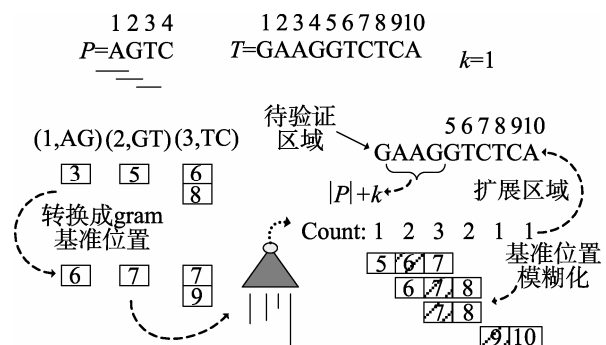 1 2 3 4
P=AGTC
1 2 3 4 5 6 7 8 9 10
T=GAAGGTCTCA
k=1
待验证
区域
5 6 7 8 9 10
GAAGGTCTCA
|P|+k
扩展区域
(1,AG) (2,GT) (3,TC)
3 5 6
8
转换成gram
基准位置
Count: 1 2 3 2 1 1
基准位置
模糊化
6 7 7
9
5 6 7
6 7 8
7 8
9 10